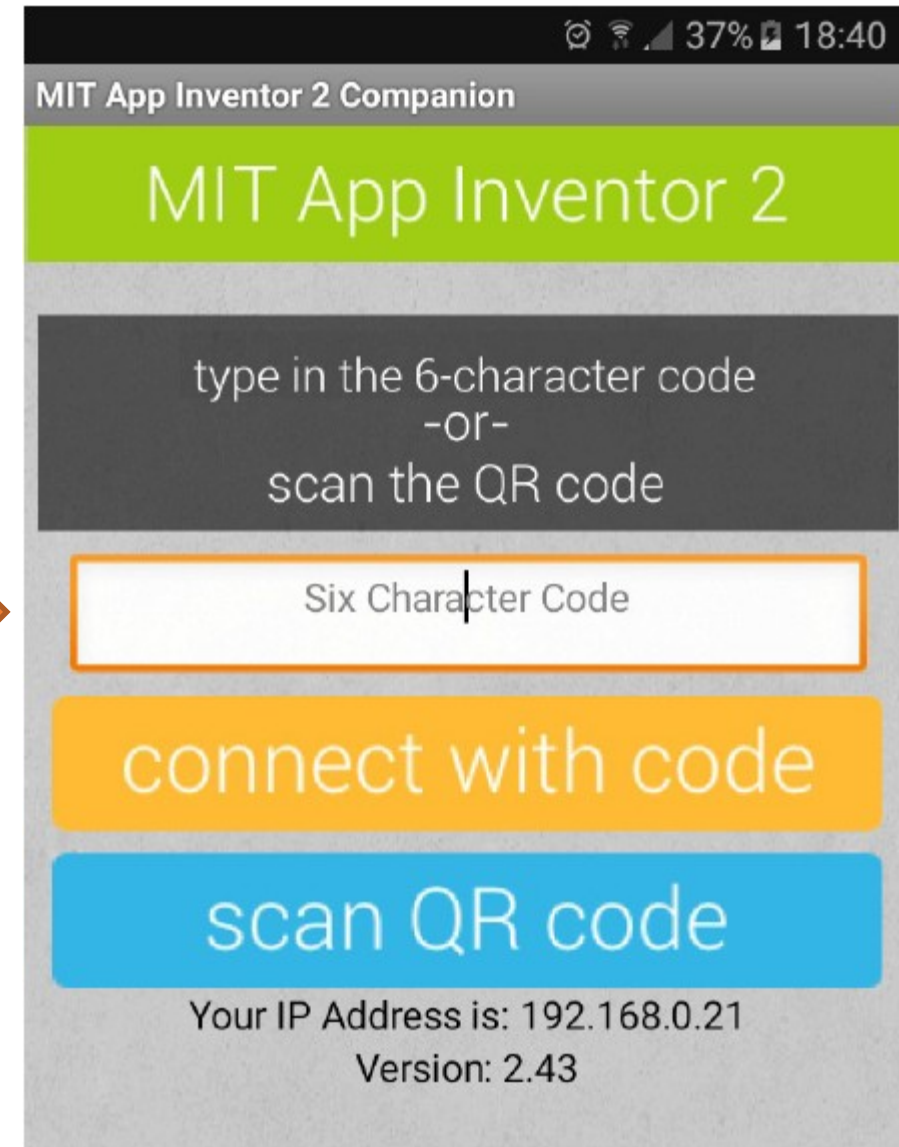 37% 18:40
MIT App Inventor 2 Companion
MIT App Inventor 2
type in the 6-character code
-or-
scan the QR code
Six Character Code
connect with code
scan QR code
Your IP Address is: 192.168.0.21
Version: 2.43